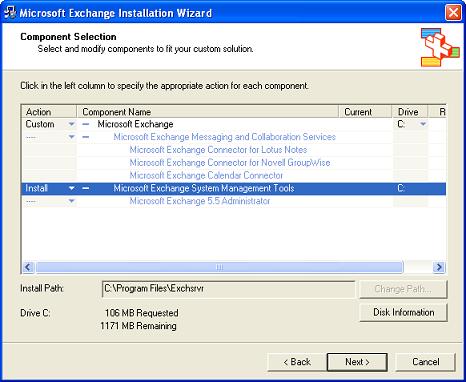 Microsoft Exchange Installation Wizard
Component Selection
Select and modify components to fit your custom solution.
Click in the left column to specify the appropriate action for each component.
Action Component Name Current Drive R
Custom Microsoft Exchange C:
---- Microsoft Exchange Messaging and Collaboration Services
Microsoft Exchange Connector for Lotus Notes
Microsoft Exchange Connector for Novell GroupWise
Microsoft Exchange Calendar Connector
Install Microsoft Exchange System Management Tools C:
---- Microsoft Exchange 5.5 Administrator
Install Path: C:\Program Files\Exchsrvr Change Path...
Drive C: 106 MB Requested Disk Information
1171 MB Remaining
< Back Next > Cancel